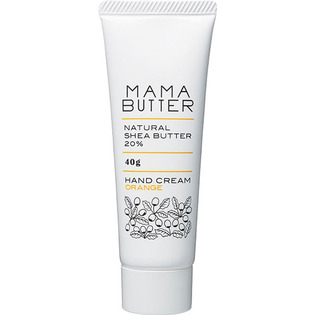 MAMA
BUTTER
NATURAL
SHEA BUTTER
20%
40g
HAND CREAM
ORANGE